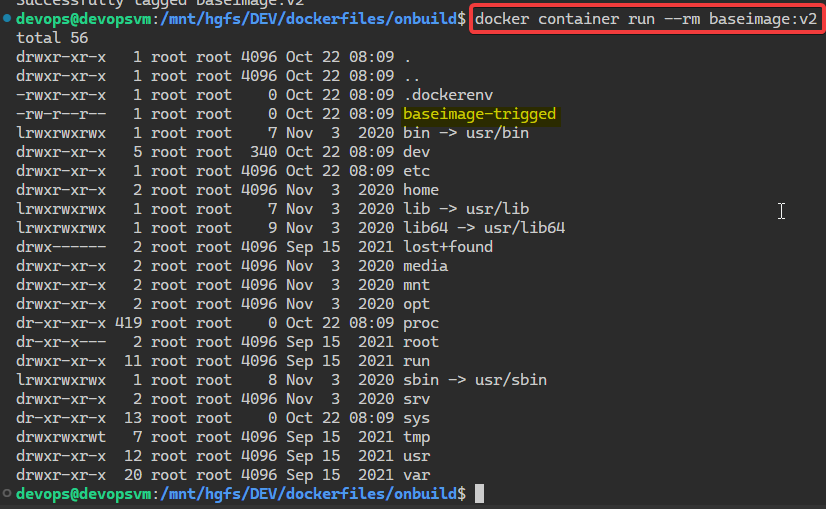 Successfully tagged baseimage:v2
devops@devopsvm:/mnt/hgfs/DEV/dockerfiles/onbuild$ docker container run --rm baseimage:v2
total 56
drwxr-xr-x   1 root root 4096 Oct 22 08:09 .
drwxr-xr-x   1 root root 4096 Oct 22 08:09 ..
-rwxr-xr-x   1 root root    0 Oct 22 08:09 .dockerenv
-rw-r--r--   1 root root    0 Oct 22 08:09 baseimage-trigged
lrwxrwxrwx   1 root root    7 Nov  3  2020 bin -> usr/bin
drwxr-xr-x   5 root root  340 Oct 22 08:09 dev
drwxr-xr-x   1 root root 4096 Oct 22 08:09 etc
drwxr-xr-x   2 root root 4096 Nov  3  2020 home
lrwxrwxrwx   1 root root    7 Nov  3  2020 lib -> usr/lib
lrwxrwxrwx   1 root root    9 Nov  3  2020 lib64 -> usr/lib64
drwx------   2 root root 4096 Sep 15  2021 lost+found
drwxr-xr-x   2 root root 4096 Nov  3  2020 media
drwxr-xr-x   2 root root 4096 Nov  3  2020 mnt
drwxr-xr-x   2 root root 4096 Nov  3  2020 opt
dr-xr-xr-x 419 root root    0 Oct 22 08:09 proc
dr-xr-x---   2 root root 4096 Sep 15  2021 root
drwxr-xr-x  11 root root 4096 Sep 15  2021 run
lrwxrwxrwx   1 root root    8 Nov  3  2020 sbin -> usr/sbin
drwxr-xr-x   2 root root 4096 Nov  3  2020 srv
dr-xr-xr-x  13 root root    0 Oct 22 08:09 sys
drwxrwxrwt   7 root root 4096 Sep 15  2021 tmp
drwxr-xr-x  12 root root 4096 Sep 15  2021 usr
drwxr-xr-x  20 root root 4096 Sep 15  2021 var
devops@devopsvm:/mnt/hgfs/DEV/dockerfiles/onbuild$